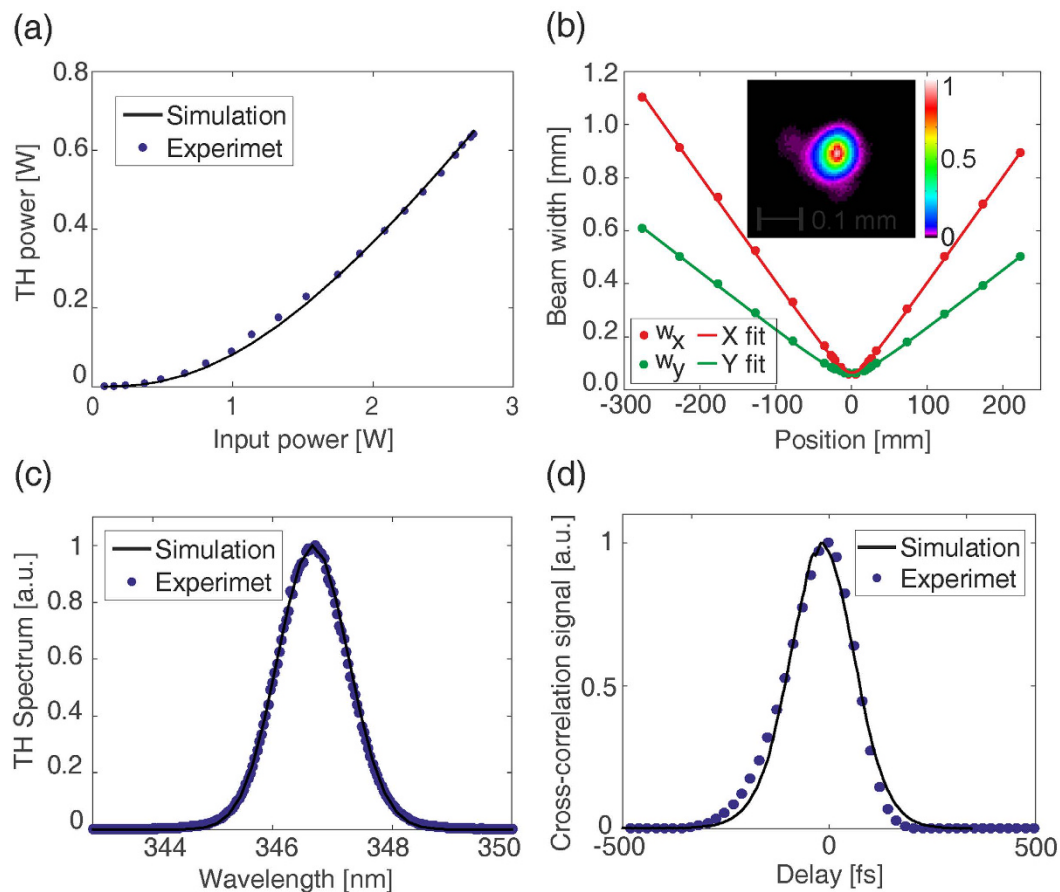 (a)
0.8
0.6
0.4
0.2
0
TH power [W]
Simulation
Experimet
0 1 2 3
Input power [W]
(b)
1.2
1.0
0.8
0.6
0.4
0.2
0.0
Beam width [mm]
1
0.5
0
0.1 mm
wx X fit
wy Y fit
-300 -200 -100 0 100 200
Position [mm]
(c)
1
0.8
0.6
0.4
0.2
0
TH Spectrum [a.u.]
Simulation
Experimet
344 346 348 350
Wavelength [nm]
(d)
1
0.5
0
Cross-correlation signal [a.u.]
Simulation
Experimet
-500 0 500
Delay [fs]